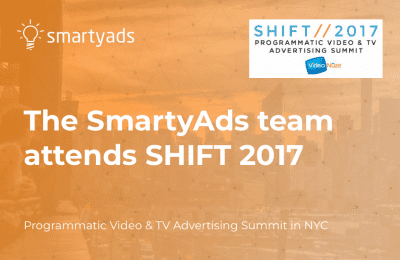 smartyads
SHIFT//2017
PROGRAMMATIC VIDEO & TV
ADVERTISING SUMMIT
VideoNuze
The SmartyAds team
attends SHIFT 2017
Programmatic Video & TV Advertising Summit in NYC